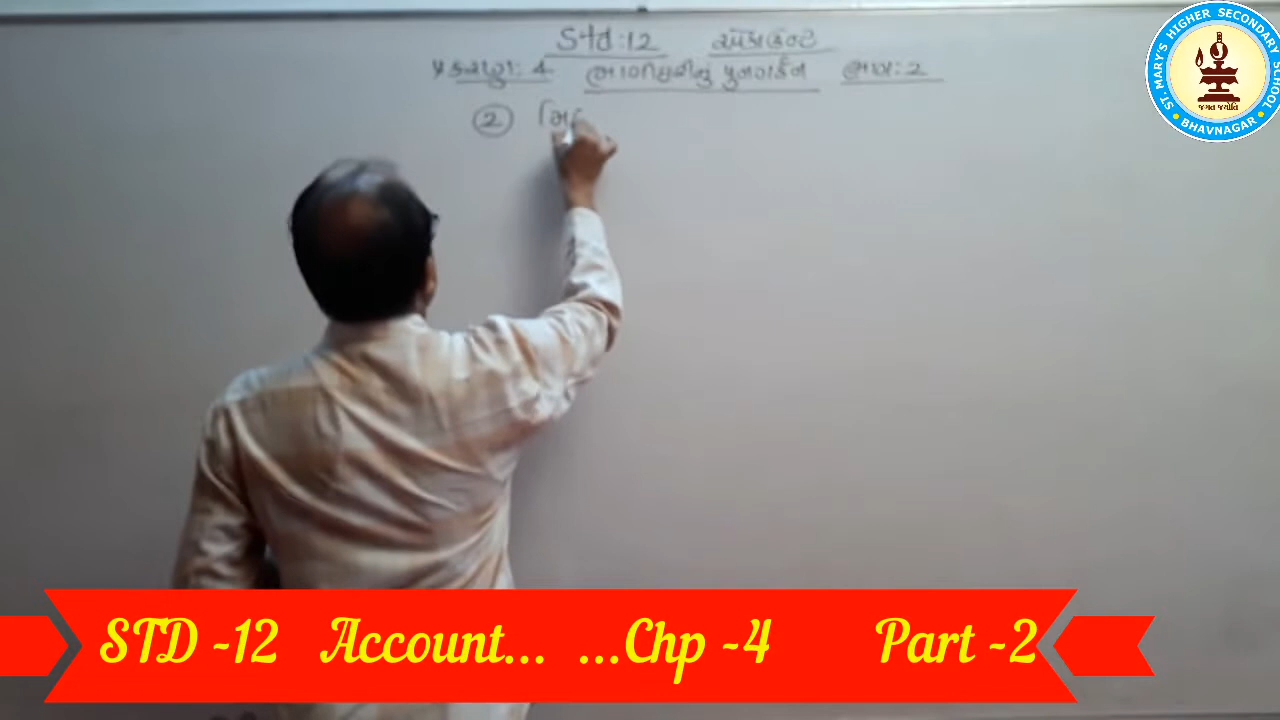 Std:12 એકાઉન્ટ
પ્રકરણ: 4 ભાગીદારીનું પુનર્ગઠન ભાગ: 2
2 મિ
ST. MARY'S HIGHER SECONDARY SCHOOL
જગત જ્યોતિ
BHAVNAGAR
STD -12 Account... ...Chp -4 Part -2